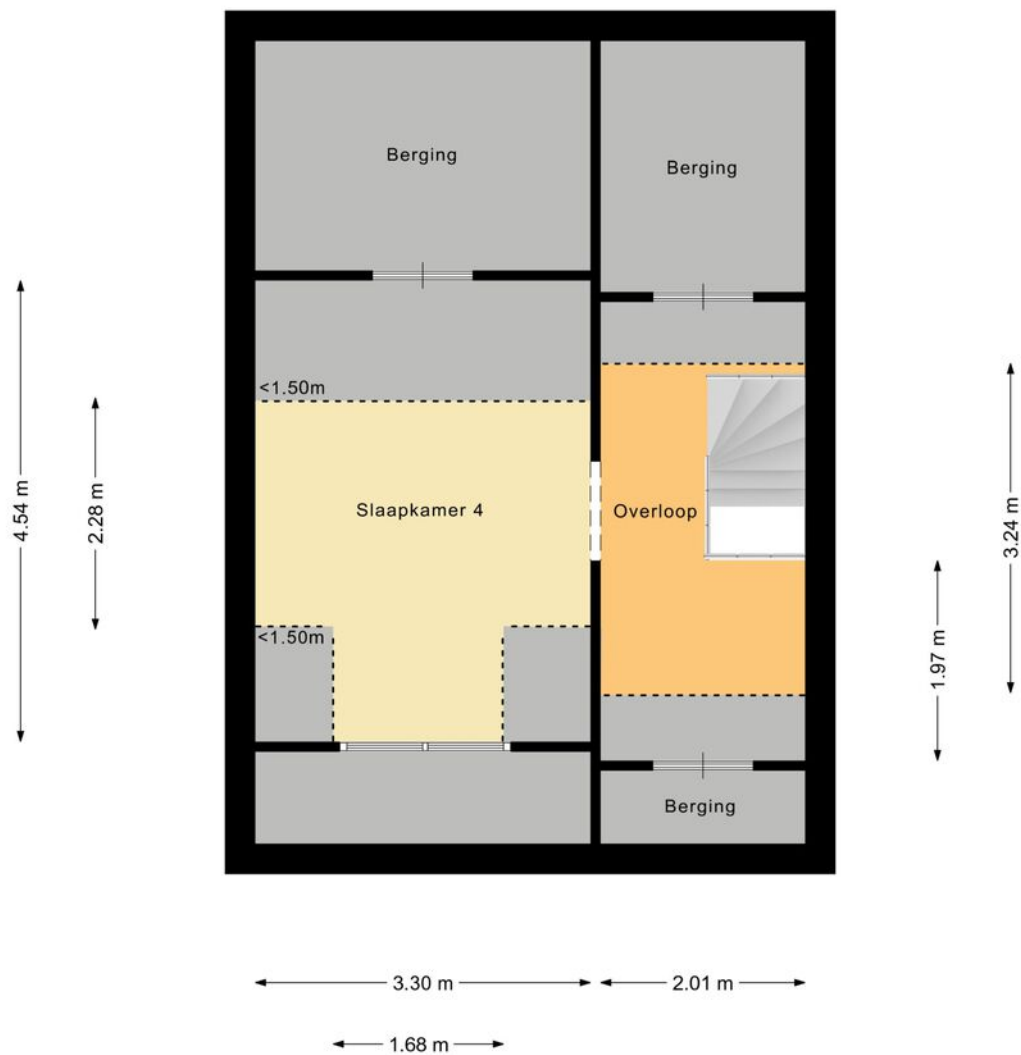 Berging
Berging
<1.50m
Slaapkamer 4
Overloop
<1.50m
Berging
4.54 m
2.28 m
3.24 m
1.97 m
3.30 m
2.01 m
1.68 m